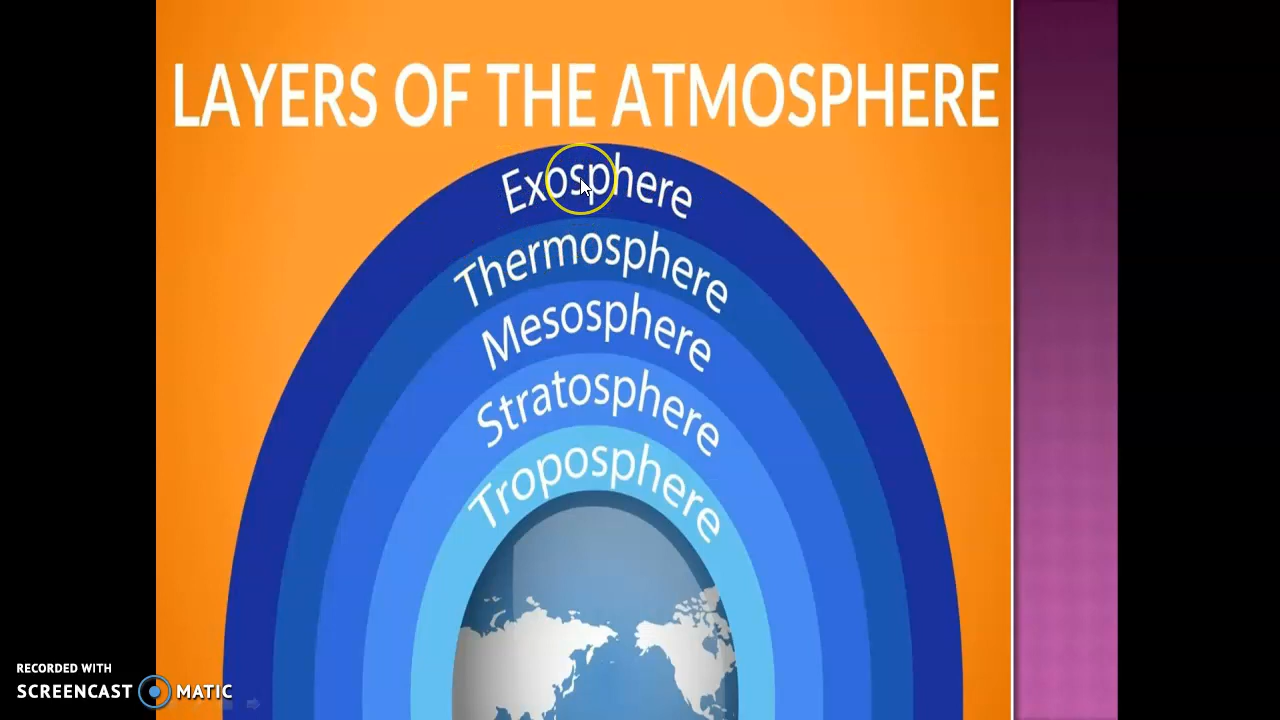 LAYERS OF THE ATMOSPHERE
Exosphere
Thermosphere
Mesosphere
Stratosphere
Troposphere
RECORDED WITH
SCREENCAST MATIC